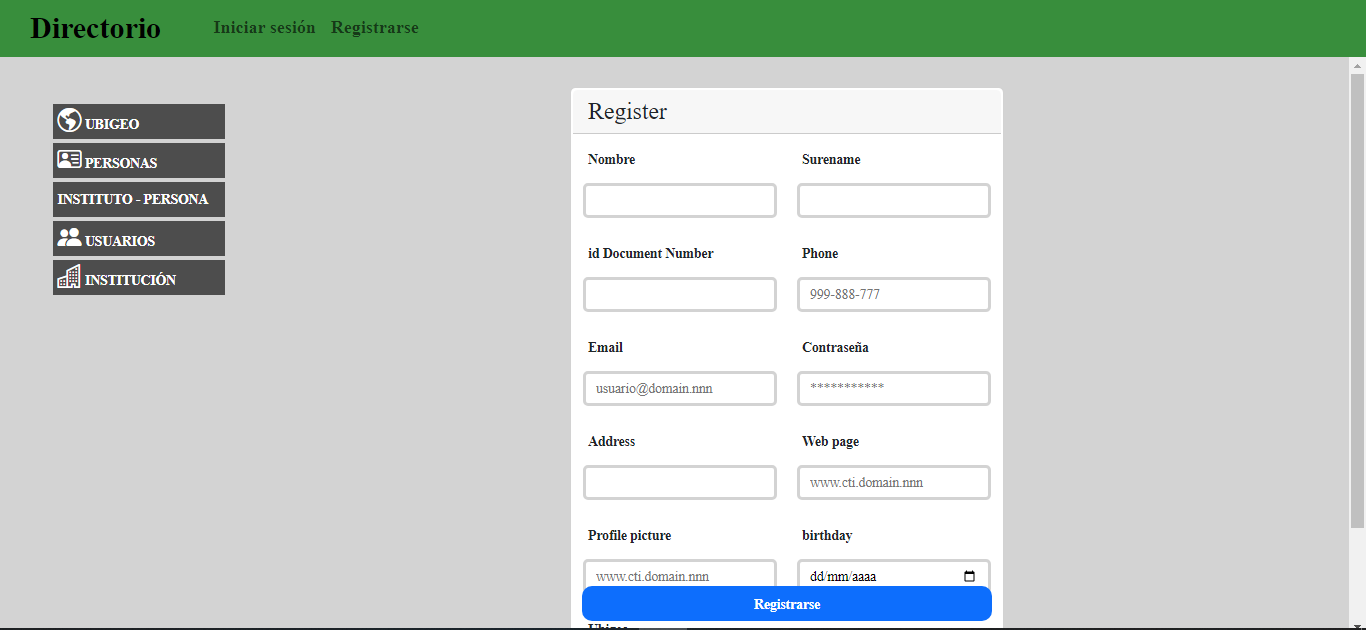 Directorio Iniciar sesión Registrarse
UBIGEO
PERSONAS
INSTITUTO - PERSONA
USUARIOS
INSTITUCIÓN
Register
Nombre Surename
id Document Number Phone
999-888-777
Email Contraseña
usuario@domain.nnn ***********
Address Web page
www.cti.domain.nnn
Profile picture birthday
www.cti.domain.nnn dd/mm/aaaa
Registrarse